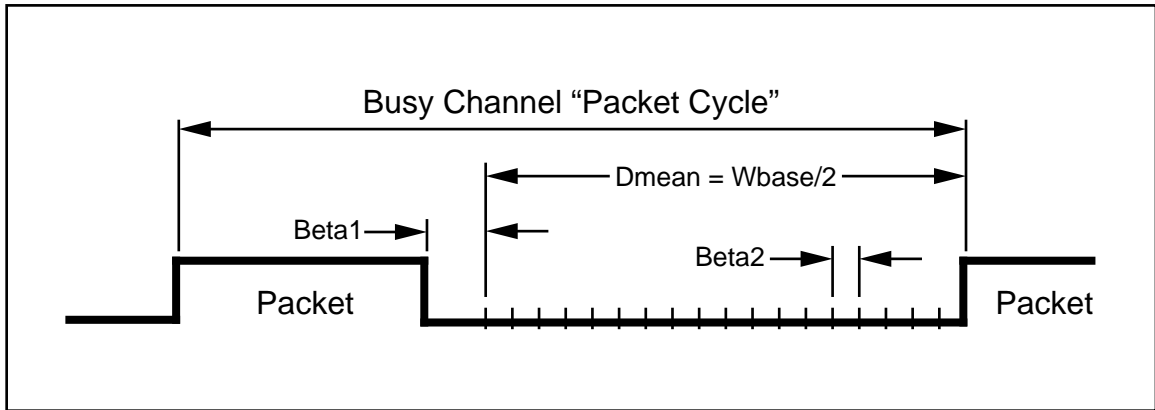 Busy Channel “Packet Cycle”
Dmean = Wbase/2
Beta1
Beta2
Packet
Packet